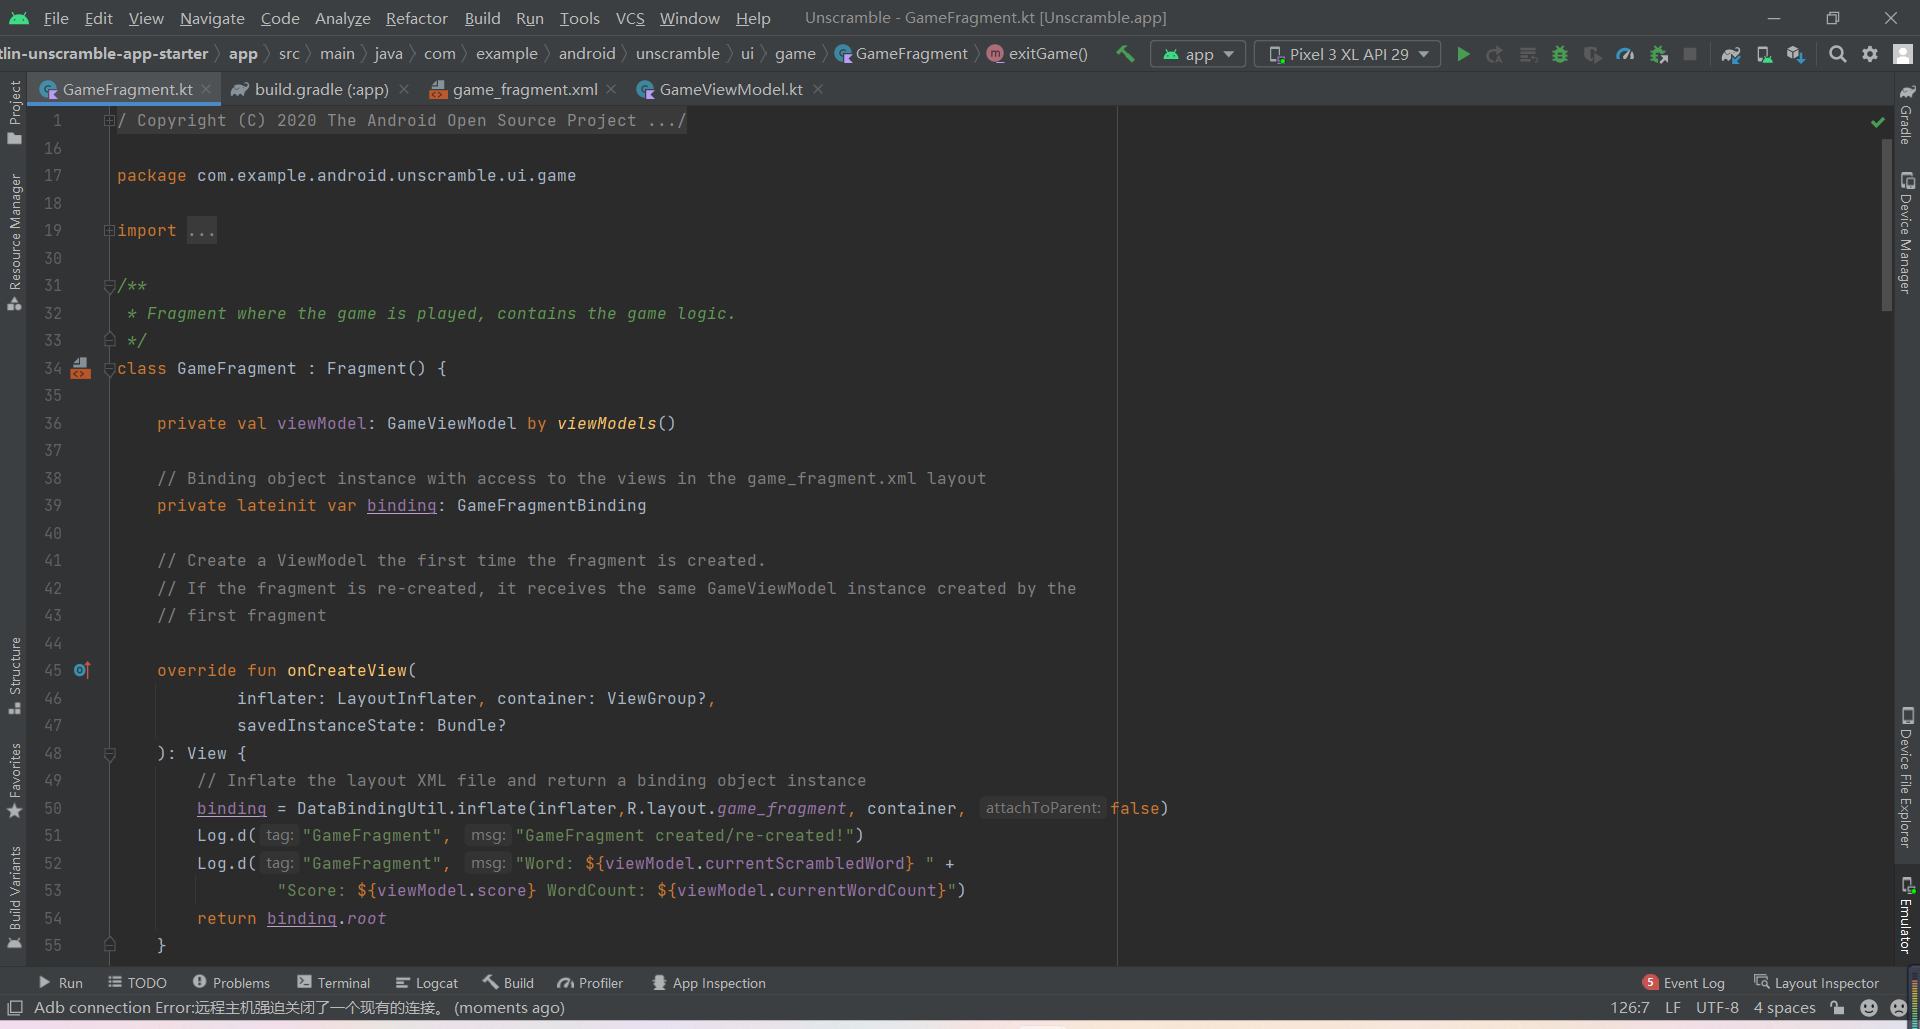 File Edit View Navigate Code Analyze Refactor Build Run Tools VCS Window Help Unscramble - GameFragment.kt [Unscramble.app]
tlin-unscramble-app-starter app src main java com example android unscramble ui game GameFragment exitGame() app Pixel 3 XL API 29
GameFragment.kt build.gradle (:app) game_fragment.xml GameViewModel.kt
Project
Resource Manager
Structure
Favorites
Build Variants
1 / Copyright (C) 2020 The Android Open Source Project .../
16
17 package com.example.android.unscramble.ui.game
18
19 import ...
30
31 /**
32 * Fragment where the game is played, contains the game logic.
33 */
34 class GameFragment : Fragment() {
35
36 private val viewModel: GameViewModel by viewModels()
37
38 // Binding object instance with access to the views in the game_fragment.xml layout
39 private lateinit var binding: GameFragmentBinding
40
41 // Create a ViewModel the first time the fragment is created.
42 // If the fragment is re-created, it receives the same GameViewModel instance created by the
43 // first fragment
44
45 override fun onCreateView(
46 inflater: LayoutInflater, container: ViewGroup?,
47 savedInstanceState: Bundle?
48 ): View {
49 // Inflate the layout XML file and return a binding object instance
50 binding = DataBindingUtil.inflate(inflater,R.layout.game_fragment, container, attachToParent: false)
51 Log.d( tag: "GameFragment", msg: "GameFragment created/re-created!")
52 Log.d( tag: "GameFragment", msg: "Word: ${viewModel.currentScrambledWord} " +
53 "Score: ${viewModel.score} WordCount: ${viewModel.currentWordCount}")
54 return binding.root
55 }
Gradle
Device Manager
Device File Explorer
Emulator
Run TODO Problems Terminal Logcat Build Profiler App Inspection 5 Event Log Layout Inspector
Adb connection Error:远程主机强迫关闭了一个现有的连接。 (moments ago) 126:7 LF UTF-8 4 spaces